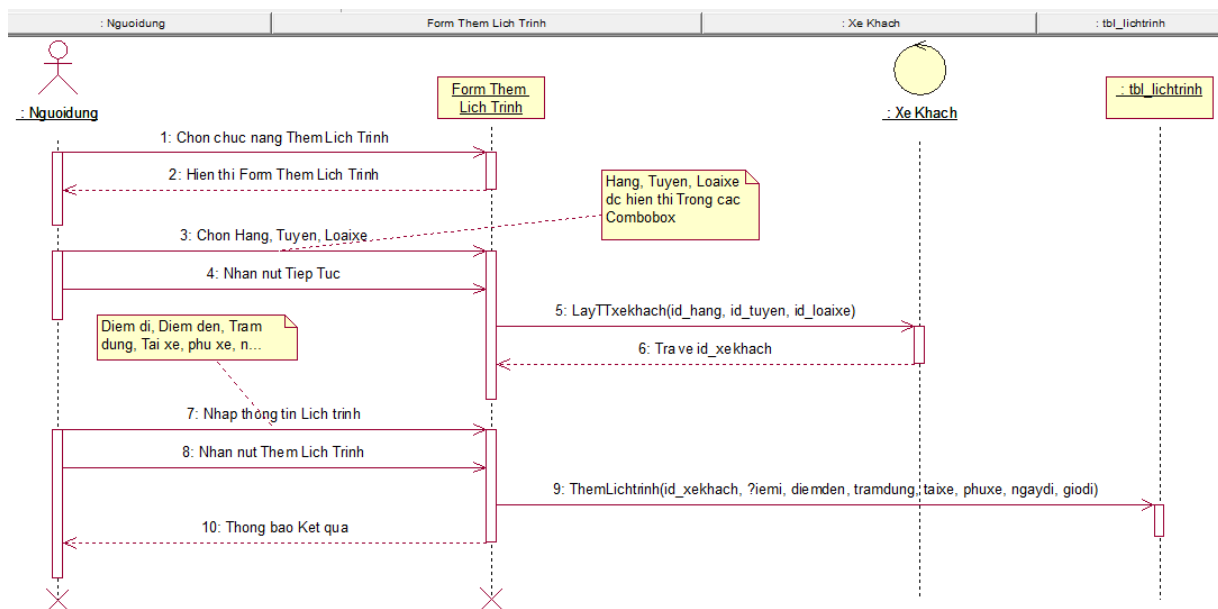 : Nguoidung
Form Them Lich Trinh
: Xe Khach
: tbl_lichtrinh
: Nguoidung
Form Them
Lich Trinh
: Xe Khach
: tbl_lichtrinh
1: Chon chuc nang Them Lich Trinh
2: Hien thi Form Them Lich Trinh
Hang, Tuyen, Loaixe
dc hien thi Trong cac
Combobox
3: Chon Hang, Tuyen, Loaixe
4: Nhan nut Tiep Tuc
5: LayTTxekhach(id_hang, id_tuyen, id_loaixe)
Diem di, Diem den, Tram
dung, Tai xe, phu xe, n...
6: Tra ve id_xekhach
7: Nhap thong tin Lich trinh
8: Nhan nut Them Lich Trinh
9: ThemLichtrinh(id_xekhach, ?iemi, diemden, tramdung, taixe, phuxe, ngaydi, giodi)
10: Thong bao Ket qua